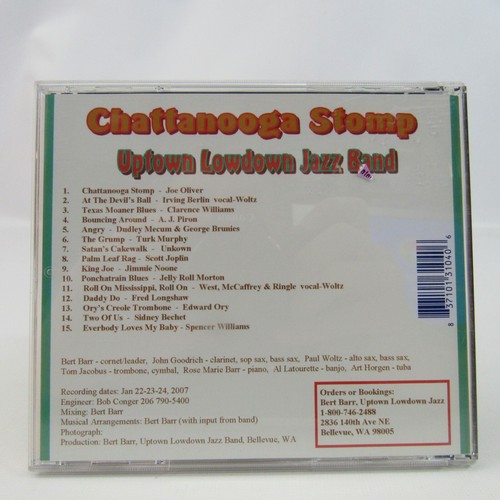 Chattanooga Stomp
Uptown Lowdown Jazz Band
1. Chattanooga Stomp - Joe Oliver
2. At The Devil's Ball - Irving Berlin vocal-Woltz
3. Texas Moaner Blues - Clarence Williams
4. Bouncing Around - A. J. Piron
5. Angry - Dudley Mecum & George Brunies
6. The Grump - Turk Murphy
7. Satan's Cakewalk - Unkown
8. Palm Leaf Rag - Scott Joplin
9. King Joe - Jimmie Noone
10. Ponchatrain Blues - Jelly Roll Morton
11. Roll On Mississippi, Roll On - West, McCaffrey & Ringle vocal-Woltz
12. Daddy Do - Fred Longshaw
13. Ory's Creole Trombone - Edward Ory
14. Two Of Us - Sidney Bechet
15. Everbody Loves My Baby - Spencer Williams
8 37101 31040 6
Bert Barr - cornet/leader, John Goodrich - clarinet, sop sax, bass sax, Paul Woltz - alto sax, bass sax,
Tom Jacobus - trombone, cymbal, Rose Marie Barr - piano, Al Latourette - banjo, Art Horgen - tuba
Recording dates: Jan 22-23-24, 2007
Engineer: Bob Conger 206 790-5400
Mixing: Bert Barr
Musical Arrangements: Bert Barr (with input from band)
Photograph:
Production: Bert Barr, Uptown Lowdown Jazz Band, Bellevue, WA
Orders or Bookings:
Bert Barr, Uptown Lowdown Jazz
1-800-746-2488
2836 140th Ave NE
Bellevue, WA 98005